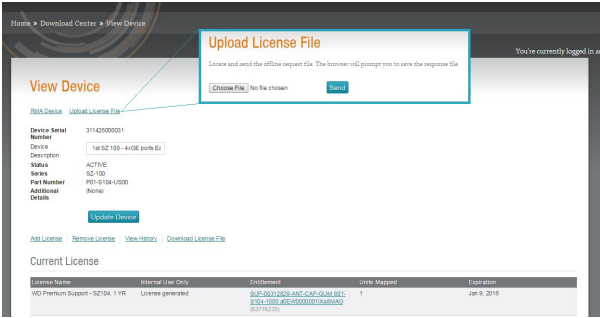 Home » Download Center » View Device
Upload License File
Locate and send the offline request file. The browser will prompt you to save the response file.
Choose File No file chosen Send
You're currently logged in as
View Device
RMA Device Upload License File
Device Serial Number 311426000031
Device Description 1st SZ 100 - 4xGE ports Ea
Status ACTIVE
Series SZ-100
Part Number P01-S104-US00
Additional Details (None)
Update Device
Add License Remove License View History Download License File
Current License
License Name Internal Use Only Entitlement Units Mapped Expiration
WD Premium Support - SZ104, 1 YR License generated SUP-00312828-ANT-CAP-GUM S01- 1 Jan 9, 2016
S104-1000
(93774233)